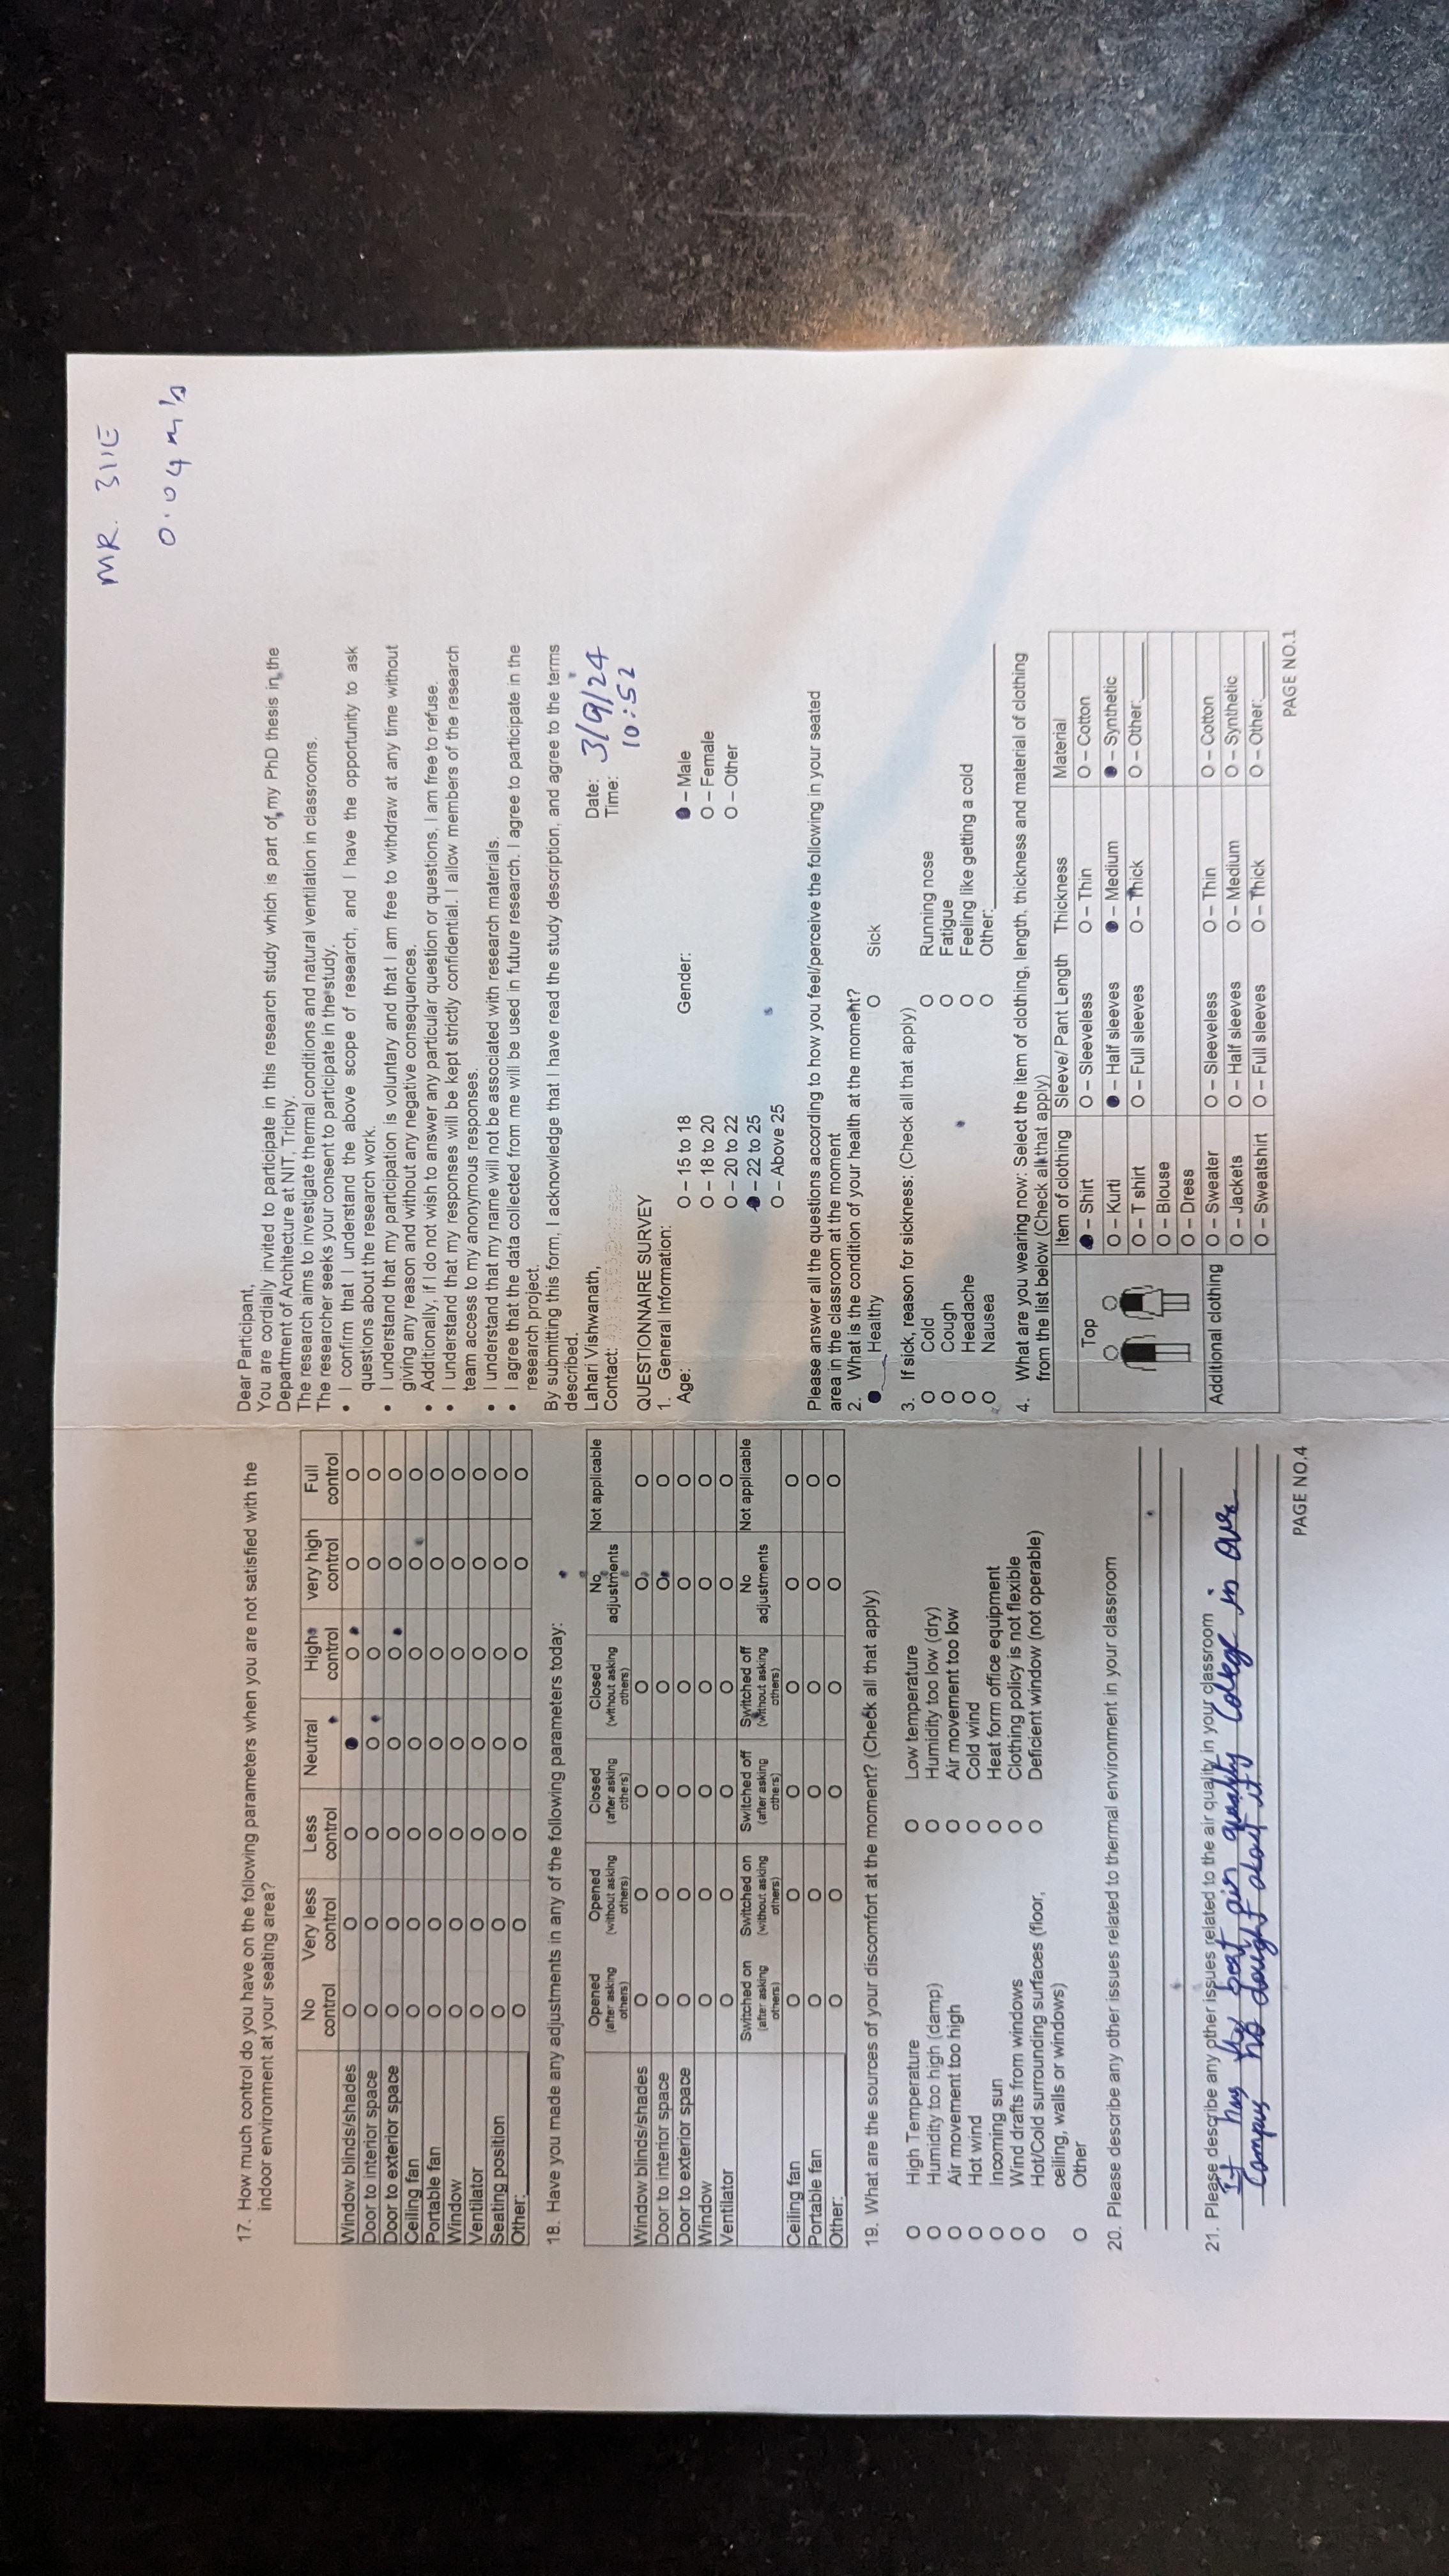 MR. 311E
0.04 m/s
17. How much control do you have on the following parameters when you are not satisfied with the
indoor environment at your seating area?
No control Very less control Less control Neutral High control very high control Full control
Window blinds/shades O O O ● O O O
Door to interior space O O O O O O O
Door to exterior space O O O O O O O
Ceiling fan O O O O O O O
Portable fan O O O O O O O
Window O O O O O O O
Ventilator O O O O O O O
Seating position O O O O O O O
Other: O O O O O O O
18. Have you made any adjustments in any of the following parameters today:
Opened (after asking others) Opened (without asking others) Closed (after asking others) Closed (without asking others) No adjustments Not applicable
Window blinds/shades O O O O O O
Door to interior space O O O O O O
Door to exterior space O O O O O O
Window O O O O O O
Ventilator O O O O O O
Switched on (after asking others) Switched on (without asking others) Switched off (after asking others) Switched off (without asking others) No adjustments Not applicable
Ceiling fan O O O O O O
Portable fan O O O O O O
Other: O O O O O O
19. What are the sources of your discomfort at the moment? (Check all that apply)
O High Temperature O Low temperature
O Humidity too high (damp) O Humidity too low (dry)
O Air movement too high O Air movement too low
O Hot wind O Cold wind
O Incoming sun O Heat form office equipment
O Wind drafts from windows O Clothing policy is not flexible
O Hot/Cold surrounding surfaces (floor, O Deficient window (not operable)
ceiling, walls or windows)
O Other
20. Please describe any other issues related to thermal environment in your classroom
21. Please describe any other issues related to the air quality in your classroom
It has the best air quality College in over
Campus no dought about it
PAGE NO.4
Dear Participant,
You are cordially invited to participate in this research study which is part of my PhD thesis in the
Department of Architecture at NIT, Trichy.
The research aims to investigate thermal conditions and natural ventilation in classrooms.
The researcher seeks your consent to participate in the study.
• I confirm that I understand the above scope of research, and I have the opportunity to ask
questions about the research work.
• I understand that my participation is voluntary and that I am free to withdraw at any time without
giving any reason and without any negative consequences.
• Additionally, if I do not wish to answer any particular question or questions, I am free to refuse.
• I understand that my responses will be kept strictly confidential. I allow members of the research
team access to my anonymous responses.
• I understand that my name will not be associated with research materials.
• I agree that the data collected from me will be used in future research. I agree to participate in the
research project.
By submitting this form, I acknowledge that I have read the study description, and agree to the terms
described.
Lahari Vishwanath, Date: 3/9/24
Contact: Time: 10:52
QUESTIONNAIRE SURVEY
1. General Information:
Age: O – 15 to 18 Gender: ● – Male
O – 18 to 20 O – Female
O – 20 to 22 O – Other
● – 22 to 25
O – Above 25
Please answer all the questions according to how you feel/perceive the following in your seated
area in the classroom at the moment
2. What is the condition of your health at the moment?
● Healthy O Sick
3. If sick, reason for sickness: (Check all that apply)
O Cold O Running nose
O Cough O Fatigue
O Headache O Feeling like getting a cold
O Nausea O Other:
4. What are you wearing now: Select the item of clothing, length, thickness and material of clothing
from the list below (Check all that apply)
Item of clothing Sleeve/ Pant Length Thickness Material
Top ● – Shirt O – Sleeveless O – Thin O – Cotton
O – Kurti ● – Half sleeves ● – Medium ● – Synthetic
O – T shirt O – Full sleeves O – Thick O – Other:
O – Blouse
O – Dress
Additional clothing O – Sweater O – Sleeveless O – Thin O – Cotton
O – Jackets O – Half sleeves O – Medium O – Synthetic
O – Sweatshirt O – Full sleeves O – Thick O – Other:
PAGE NO.1